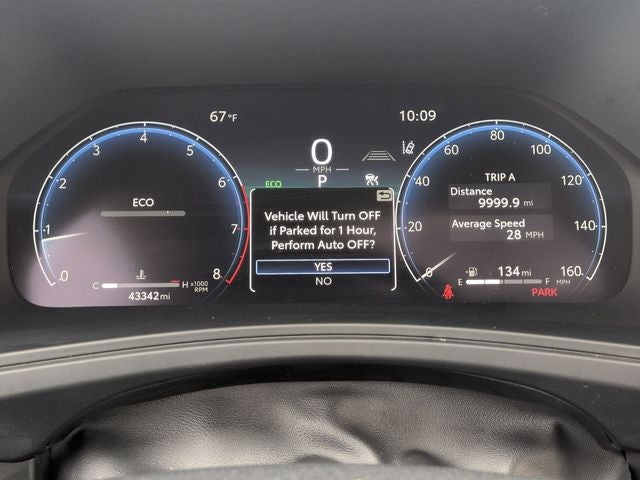 67°F
10:09
0
MPH
P
ECO
ECO
0
1
2
3
4
5
6
7
8
x1000
RPM
C
H
43342 mi
Vehicle Will Turn OFF
if Parked for 1 Hour,
Perform Auto OFF?
YES
NO
0
20
40
60
80
100
120
140
160
MPH
TRIP A
Distance
9999.9 mi
Average Speed
28 MPH
134 mi
E
F
PARK